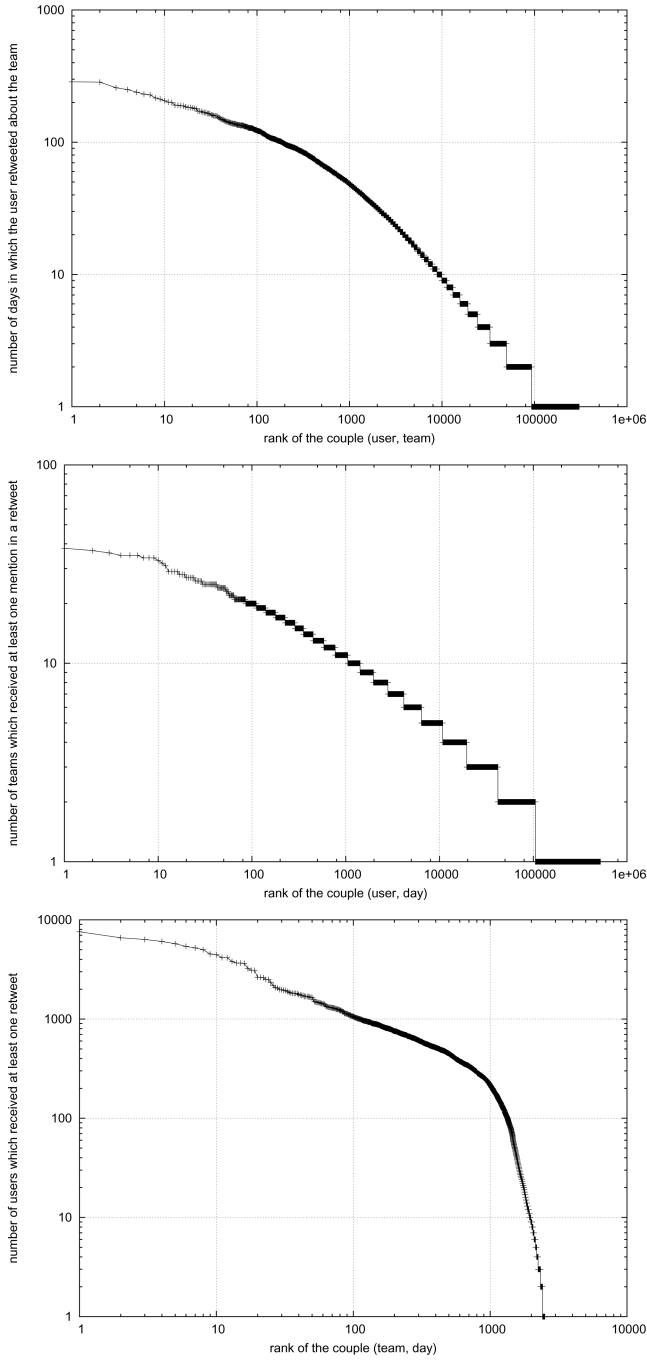 1000
100
10
1
1 10 100 1000 10000 100000 1e+06
number of days in which the user retweeted about the team
rank of the couple (user, team)
100
10
1
1 10 100 1000 10000 100000 1e+06
number of teams which received at least one mention in a retweet
rank of the couple (user, day)
10000
1000
100
10
1
1 10 100 1000 10000
number of users which received at least one retweet
rank of the couple (team, day)